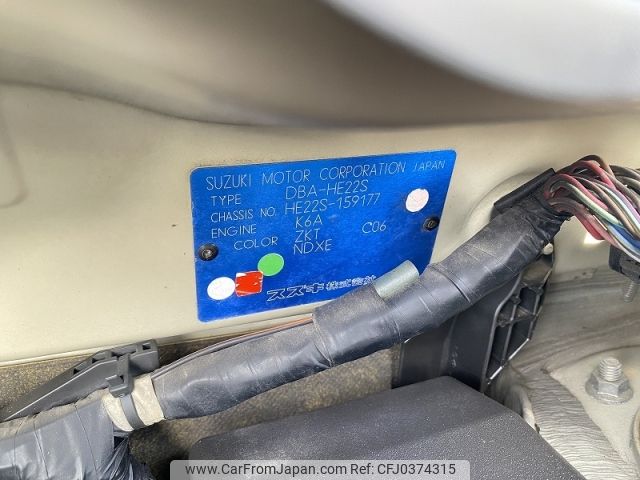 SUZUKI MOTOR CORPORATION JAPAN
TYPE DBA-HE22S
CHASSIS NO. HE22S-159177
ENGINE K6A C06
COLOR ZKT
NDXE
スズキ株式会社
www.CarFromJapan.com | Ref No. CFJ0374315